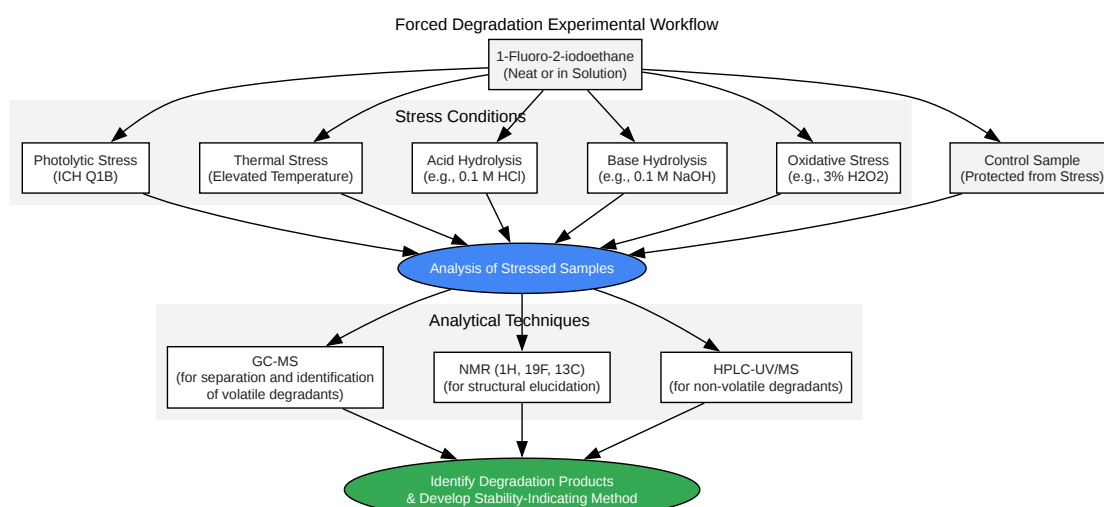 Forced Degradation Experimental Workflow
1-Fluoro-2-iodoethane
(Neat or in Solution)
Stress Conditions
Photolytic Stress
(ICH Q1B)
Thermal Stress
(Elevated Temperature)
Acid Hydrolysis
(e.g., 0.1 M HCl)
Base Hydrolysis
(e.g., 0.1 M NaOH)
Oxidative Stress
(e.g., 3% H2O2)
Control Sample
(Protected from Stress)
Analysis of Stressed Samples
Analytical Techniques
GC-MS
(for separation and identification
of volatile degradants)
NMR (1H, 19F, 13C)
(for structural elucidation)
HPLC-UV/MS
(for non-volatile degradants)
Identify Degradation Products
& Develop Stability-Indicating Method